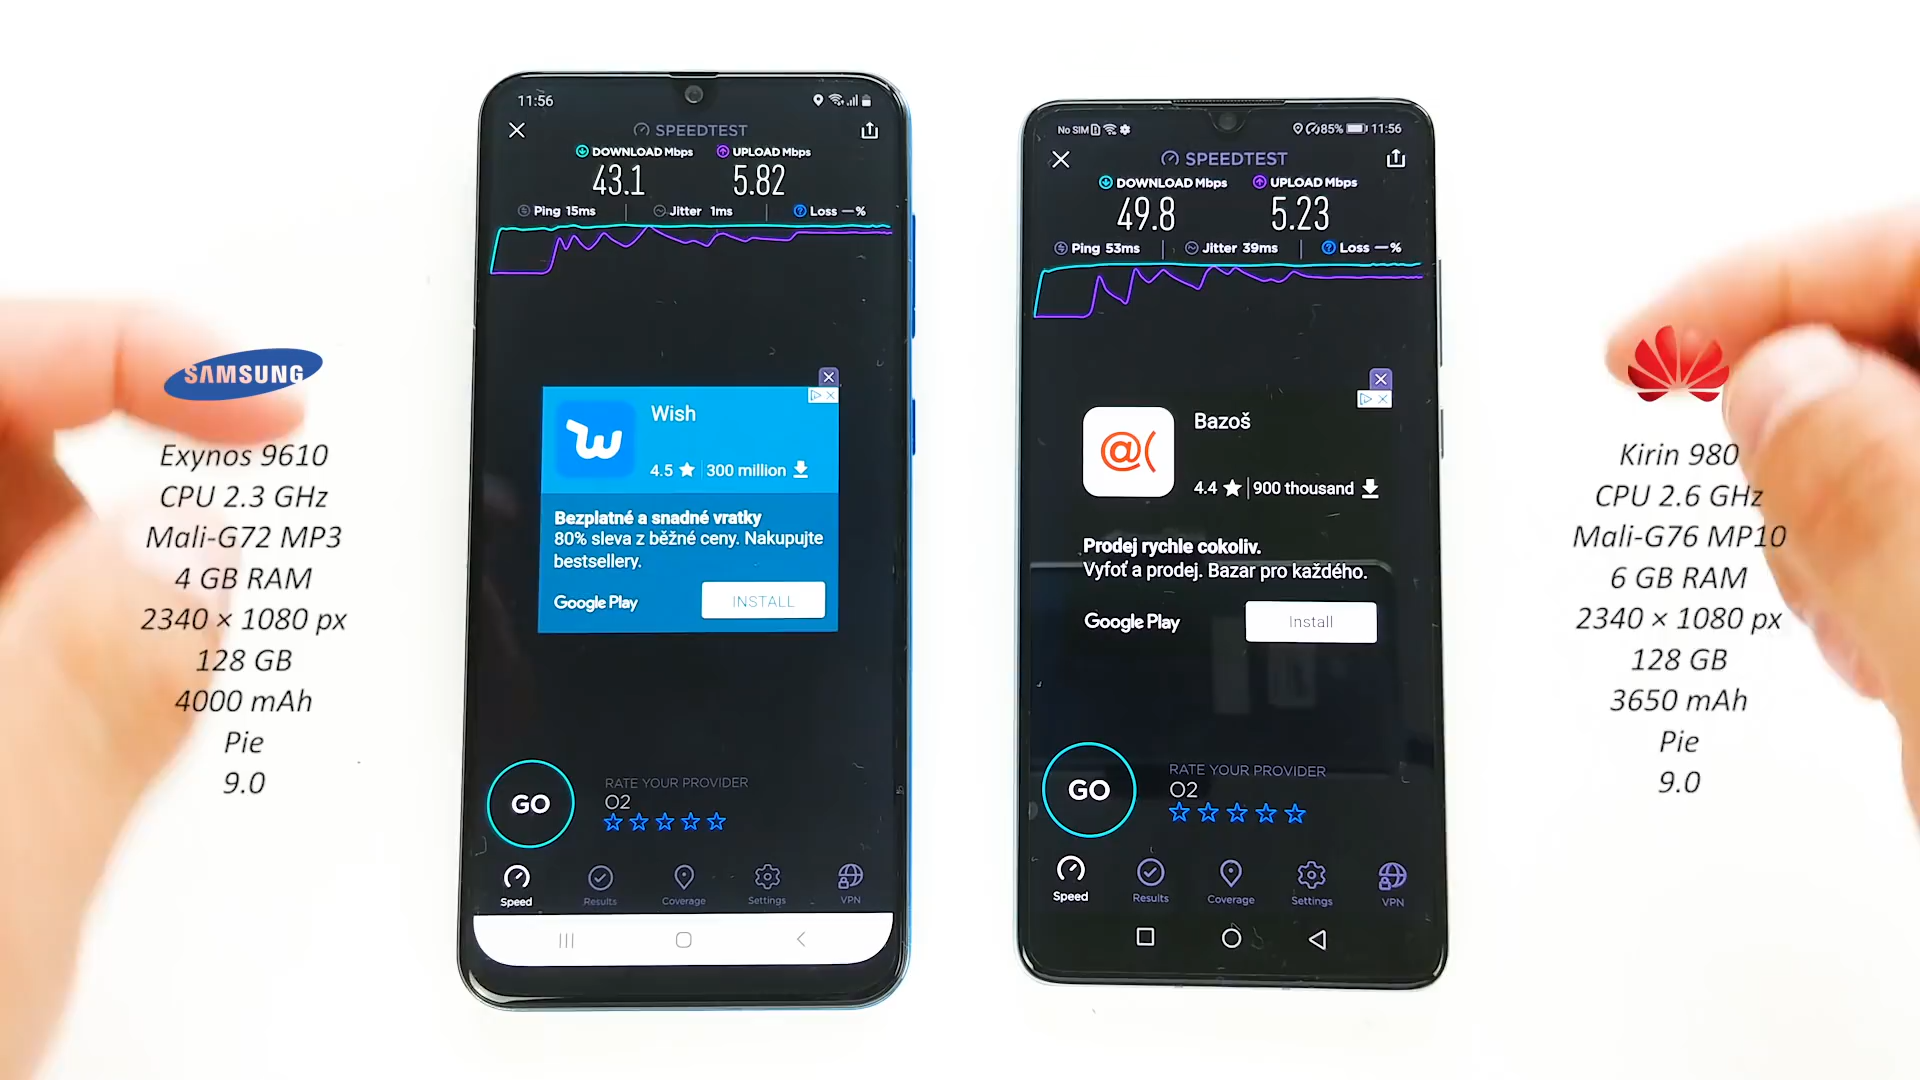 SAMSUNG
Exynos 9610
CPU 2.3 GHz
Mali-G72 MP3
4 GB RAM
2340 × 1080 px
128 GB
4000 mAh
Pie
9.0
11:56
SPEEDTEST
DOWNLOAD Mbps UPLOAD Mbps
43.1 5.82
Ping 15ms Jitter 1ms Loss —%
Wish
4.5 ★ 300 million
Bezplatné a snadné vratky
80% sleva z běžné ceny. Nakupujte
bestsellery.
Google Play INSTALL
GO
RATE YOUR PROVIDER
O2
Speed Results Coverage Settings VPN
No SIM 85% 11:56
SPEEDTEST
DOWNLOAD Mbps UPLOAD Mbps
49.8 5.23
Ping 53ms Jitter 39ms Loss —%
@(
Bazoš
4.4 ★ 900 thousand
Prodej rychle cokoliv.
Vyfoť a prodej. Bazar pro každého.
Google Play Install
GO
RATE YOUR PROVIDER
O2
Speed Results Coverage Settings VPN
Kirin 980
CPU 2.6 GHz
Mali-G76 MP10
6 GB RAM
2340 × 1080 px
128 GB
3650 mAh
Pie
9.0